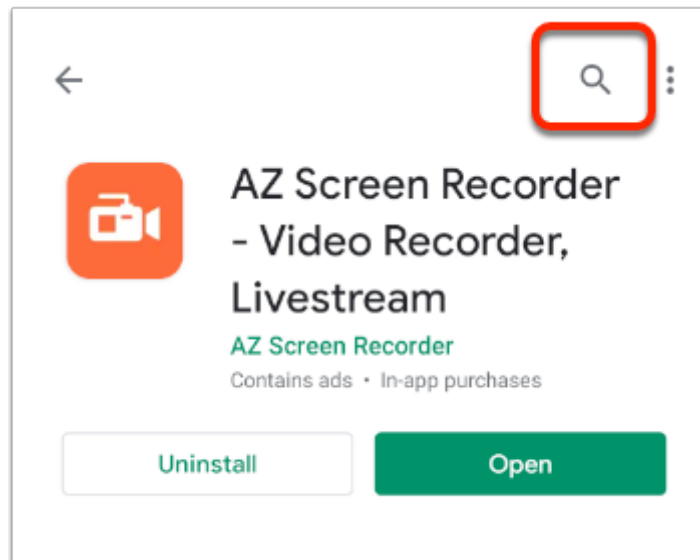 AZ Screen Recorder
- Video Recorder,
Livestream
AZ Screen Recorder
Contains ads • In-app purchases
Uninstall
Open